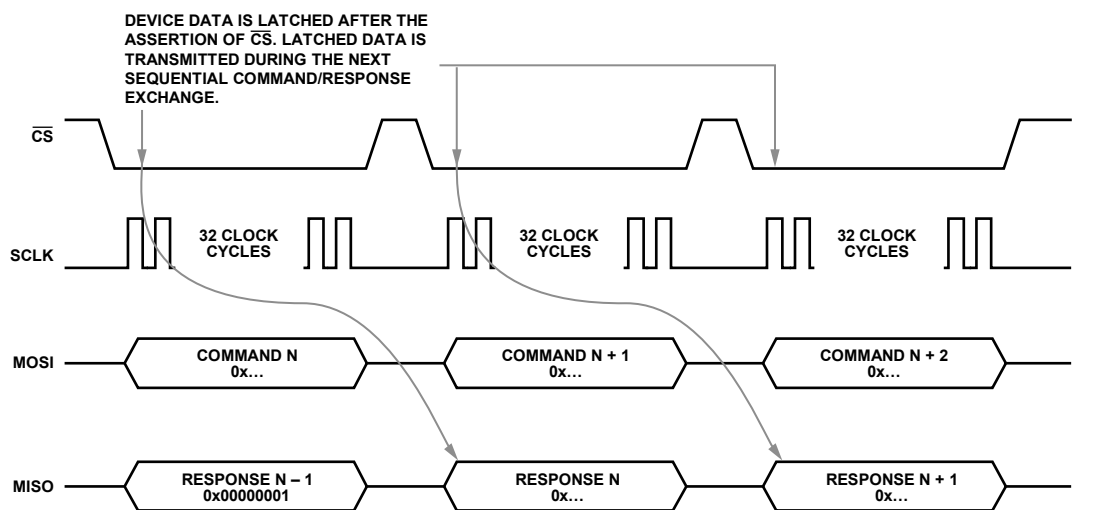 DEVICE DATA IS LATCHED AFTER THE
ASSERTION OF C̅S̅. LATCHED DATA IS
TRANSMITTED DURING THE NEXT
SEQUENTIAL COMMAND/RESPONSE
EXCHANGE.
C̅S̅
SCLK
32 CLOCK
CYCLES
32 CLOCK
CYCLES
32 CLOCK
CYCLES
MOSI
COMMAND N
0x…
COMMAND N + 1
0x…
COMMAND N + 2
0x…
MISO
RESPONSE N – 1
0x00000001
RESPONSE N
0x…
RESPONSE N + 1
0x…